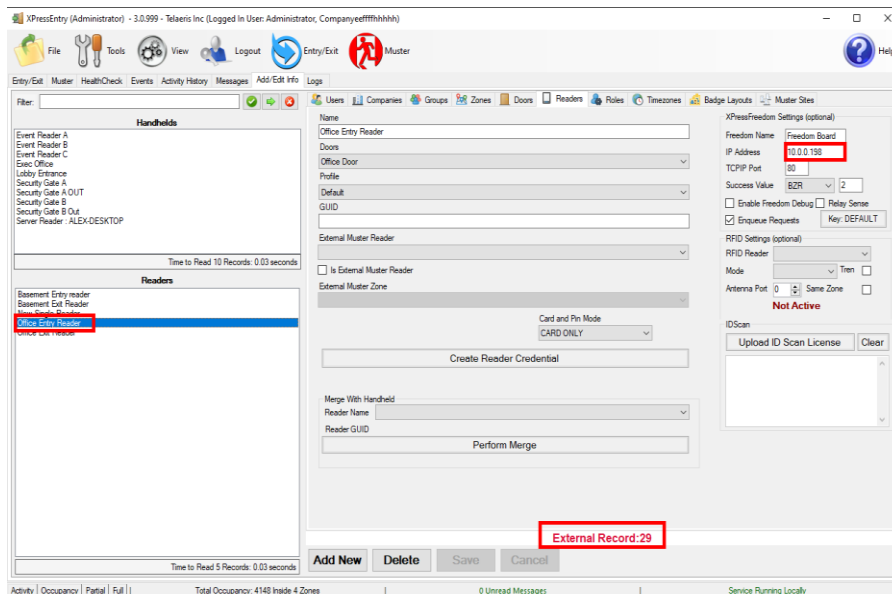 XPressEntry (Administrator) - 3.0.999 - Telaeris Inc (Logged In User: Administrator, Companyeeffffhhhhh)
File Tools View Logout Entry/Exit Muster Help
Entry/Exit Muster HealthCheck Events Activity History Messages Add/Edit Info Logs
Filter:
Handhelds
Event Reader A
Event Reader B
Event Reader C
Exec Office
Lobby Entrance
Security Gate A
Security Gate A OUT
Security Gate B
Security Gate B Out
Server Reader : ALEX-DESKTOP
Time to Read 10 Records: 0.03 seconds
Readers
Basement Entry reader
Basement Exit Reader
New Single Reader
Office Entry Reader
Office Exit Reader
Time to Read 5 Records: 0.03 seconds
Users Companies Groups Zones Doors Readers Roles Timezones Badge Layouts Muster Sites
Name
Office Entry Reader
Doors
Office Door
Profile
Default
GUID
External Muster Reader
Is External Muster Reader
External Muster Zone
Card and Pin Mode
CARD ONLY
Create Reader Credential
Merge With Handheld
Reader Name
Reader GUID
Perform Merge
XPressFreedom Settings (optional)
Freedom Name Freedom Board
IP Address 10.0.0.198
TCPIP Port 80
Success Value BZR 2
Enable Freedom Debug Relay Sense
Enqueue Requests Key: DEFAULT
RFID Settings (optional)
RFID Reader
Mode Tren
Antenna Port 0 Same Zone
Not Active
IDScan
Upload ID Scan License Clear
External Record:29
Add New Delete Save Cancel
Activity Occupancy Partial Full Total Occupancy: 4148 Inside 4 Zones 0 Unread Messages Service Running Locally